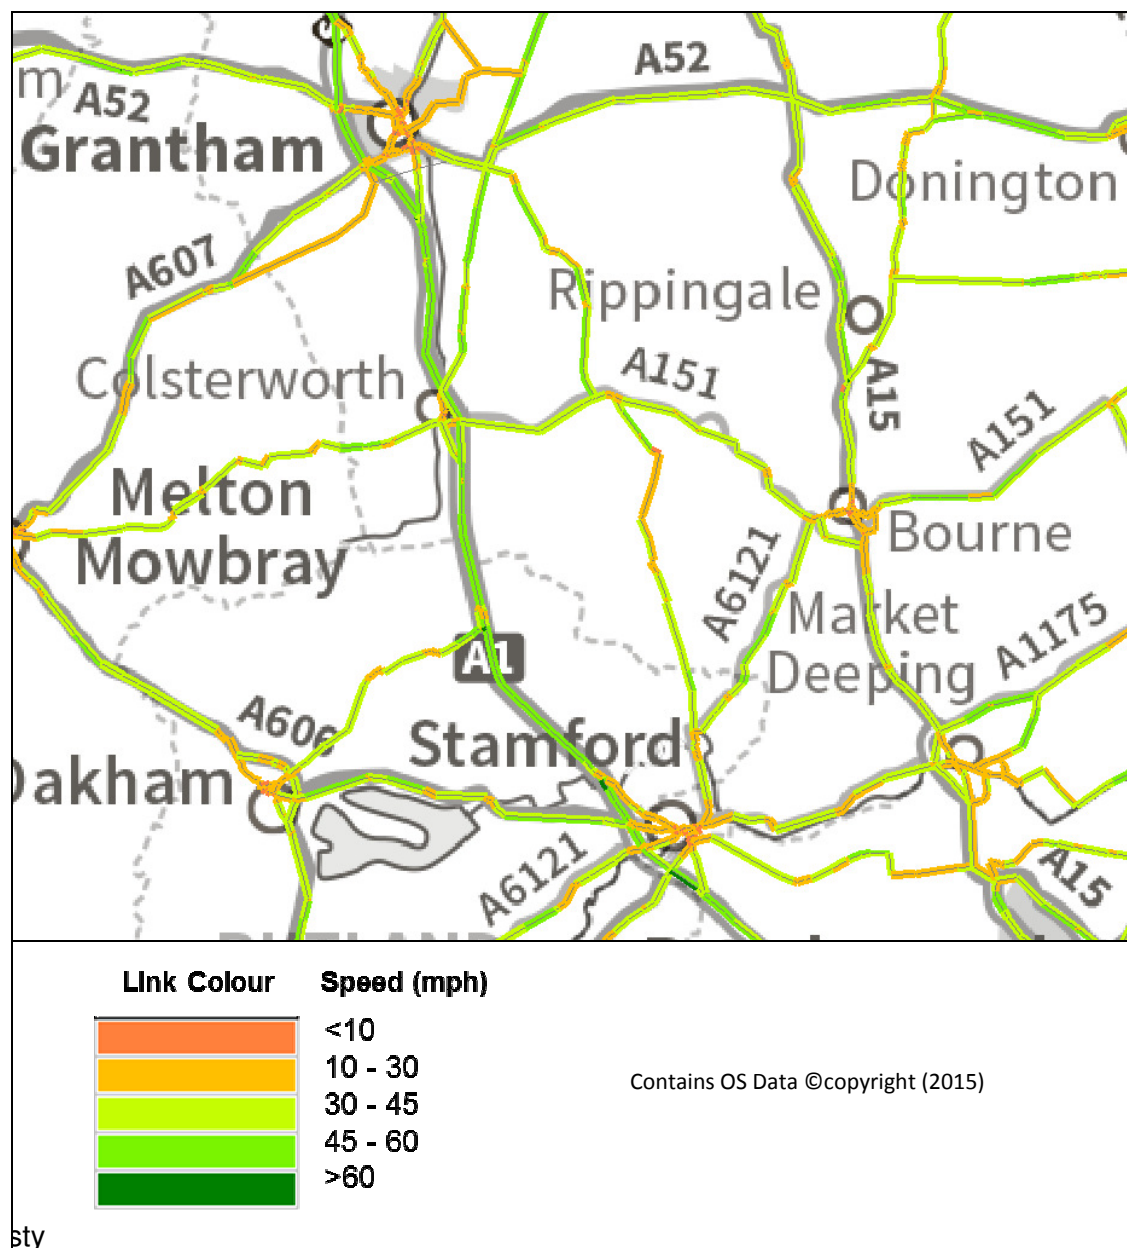 A52
m
A52
Grantham
Donington
A607
Rippingale
A151
Colsterworth
A15
A151
Melton
Mowbray
Bourne
A6121
Market
Deeping
A1175
A1
A606
Stamford
Oakham
A6121
A15
RUTLAND
Link Colour Speed (mph)
<10
10 - 30
30 - 45
45 - 60
>60
Contains OS Data ©copyright (2015)
sty